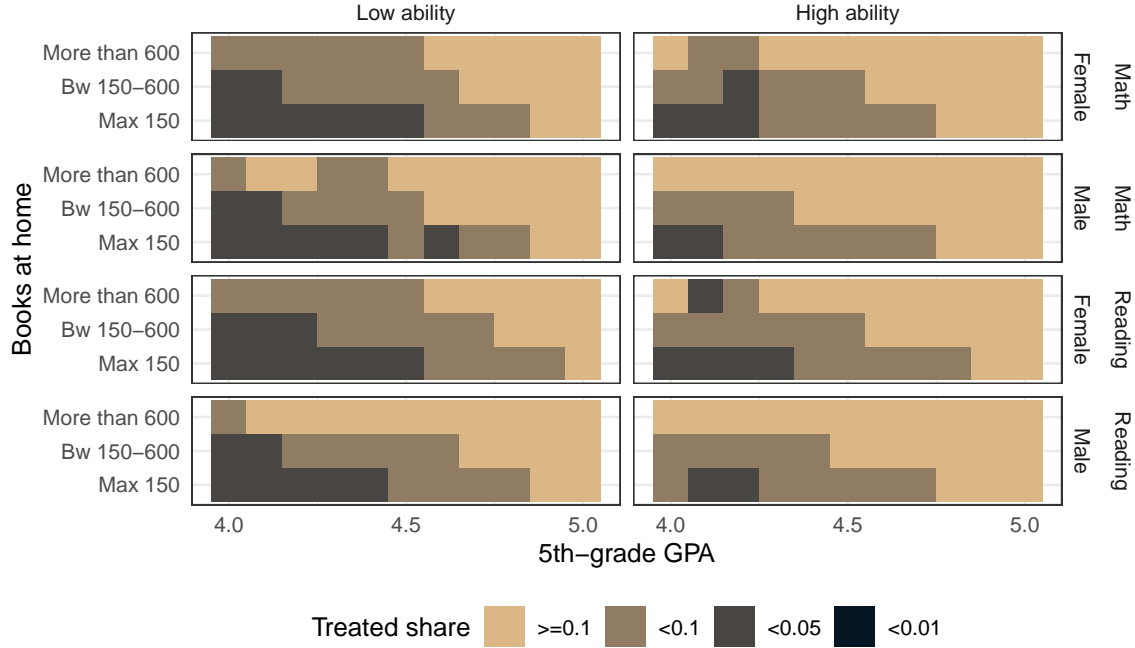 Low ability
High ability
More than 600
Bw 150−600
Max 150
Female
Math
More than 600
Bw 150−600
Max 150
Male
Math
More than 600
Bw 150−600
Max 150
Female
Reading
More than 600
Bw 150−600
Max 150
Male
Reading
Books at home
4.0
4.5
5.0
4.0
4.5
5.0
5th−grade GPA
Treated share
>=0.1
<0.1
<0.05
<0.01